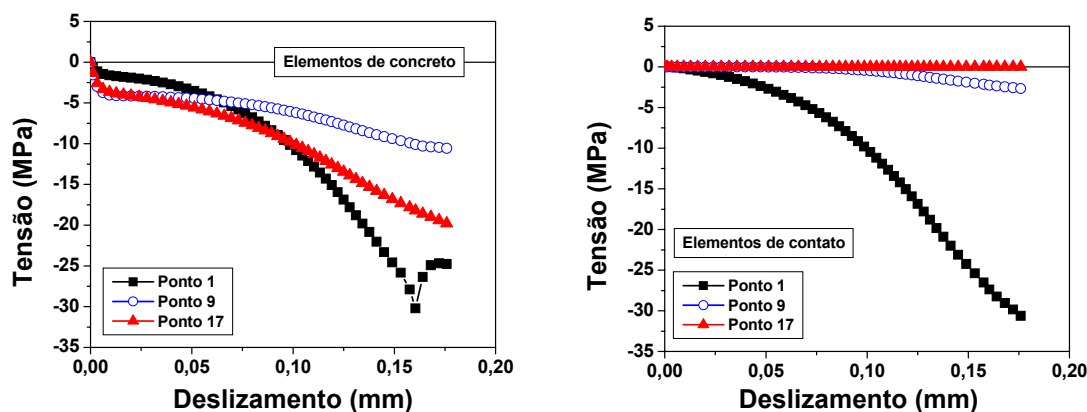 5
0
-5
-10
-15
-20
-25
-30
-35
Tensão (MPa)
Elementos de concreto
Ponto 1
Ponto 9
Ponto 17
0,00 0,05 0,10 0,15 0,20
Deslizamento (mm)
5
0
-5
-10
-15
-20
-25
-30
-35
Tensão (MPa)
Elementos de contato
Ponto 1
Ponto 9
Ponto 17
0,00 0,05 0,10 0,15 0,20
Deslizamento (mm)